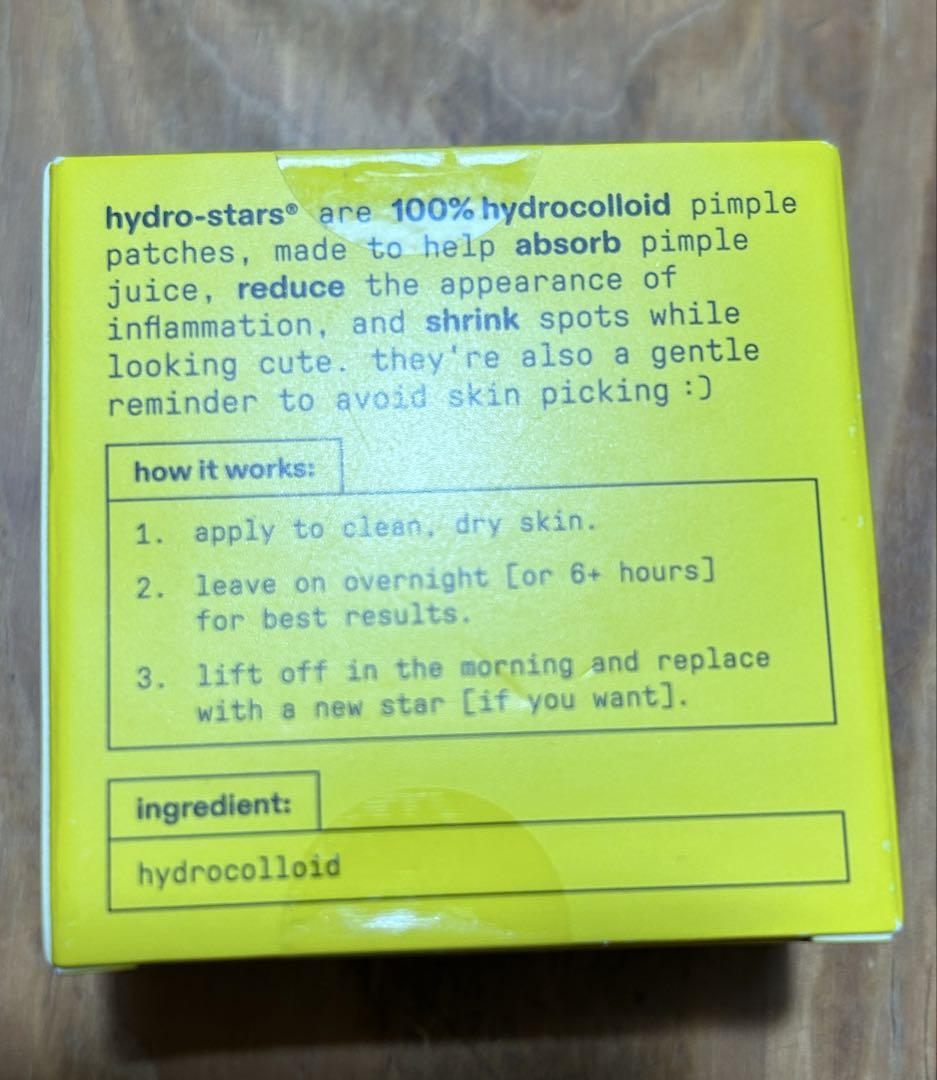 hydro-stars® are 100% hydrocolloid pimple
patches, made to help absorb pimple
juice, reduce the appearance of
inflammation, and shrink spots while
looking cute. they're also a gentle
reminder to avoid skin picking :)
how it works:
1. apply to clean, dry skin.
2. leave on overnight [or 6+ hours]
for best results.
3. lift off in the morning and replace
with a new star [if you want].
ingredient:
hydrocolloid